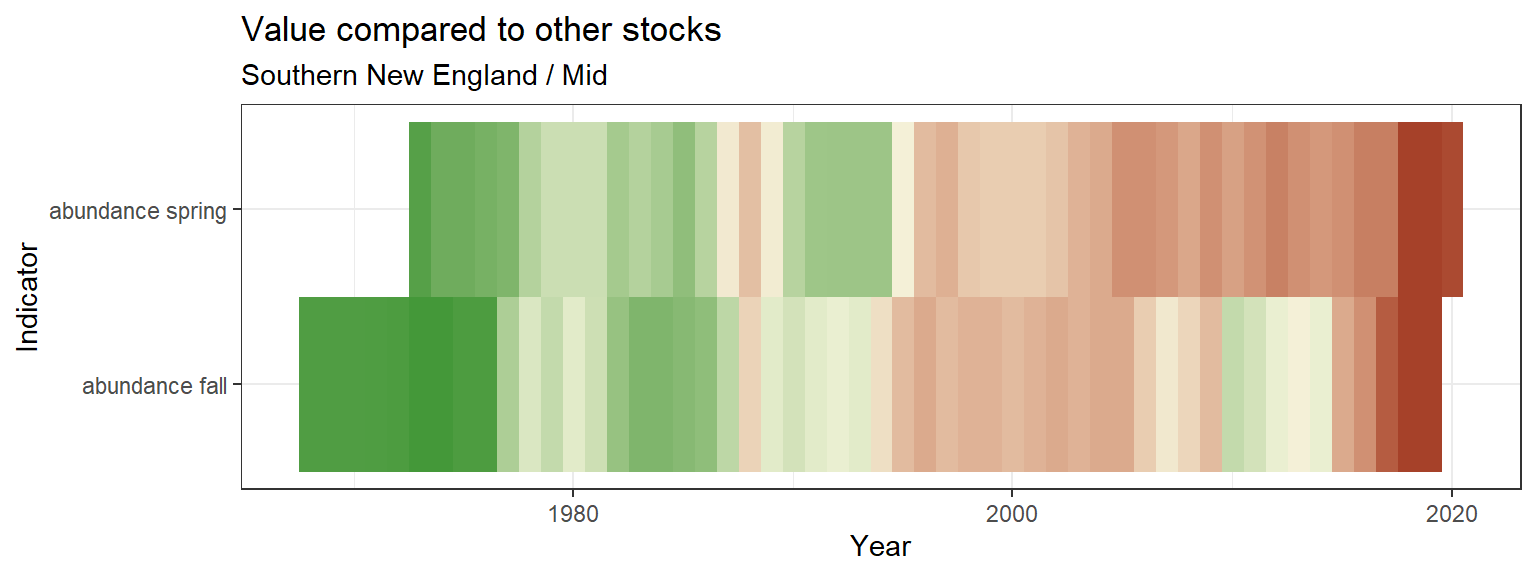 Value compared to other stocks
Southern New England / Mid
Indicator
abundance spring
abundance fall
1980
2000
2020
Year